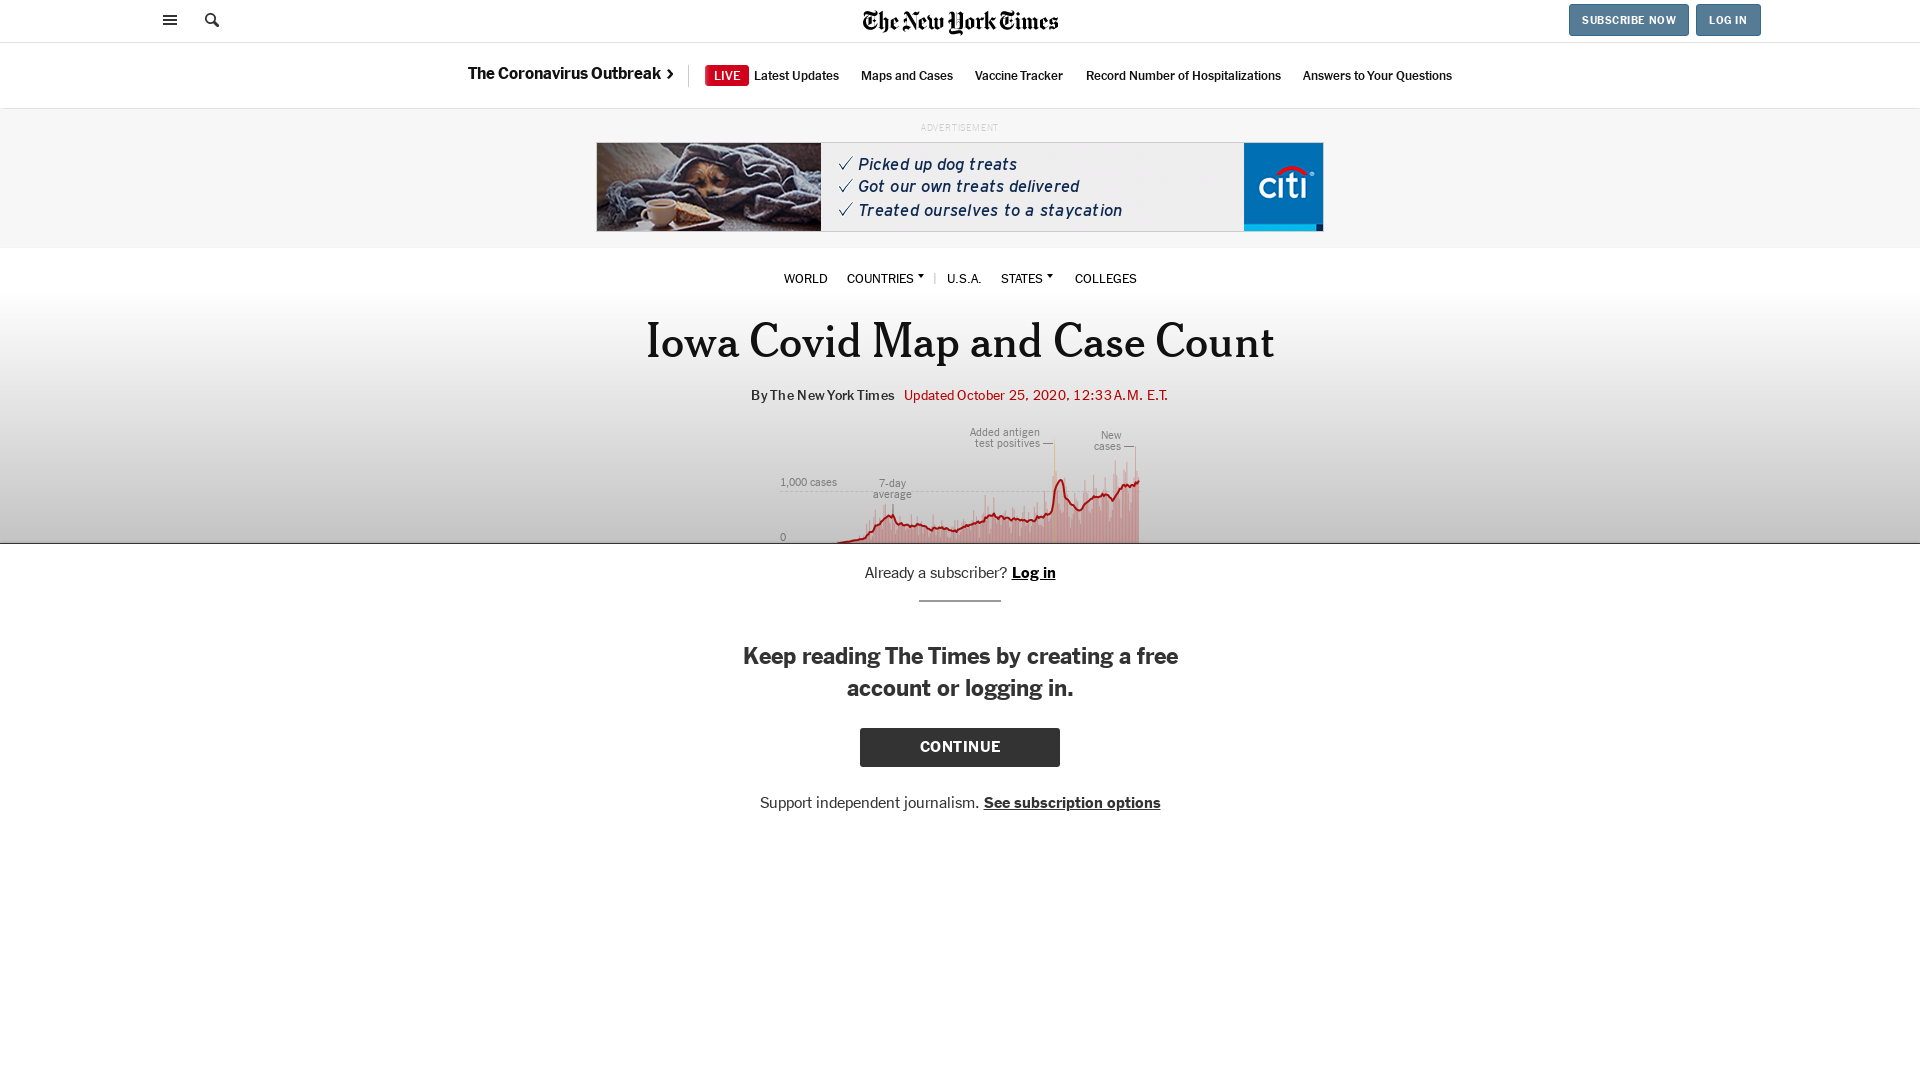 The New York Times
SUBSCRIBE NOW
LOG IN
The Coronavirus Outbreak
LIVE Latest Updates
Maps and Cases
Vaccine Tracker
Record Number of Hospitalizations
Answers to Your Questions
ADVERTISEMENT
Picked up dog treats
Got our own treats delivered
Treated ourselves to a staycation
citi
WORLD
COUNTRIES
U.S.A.
STATES
COLLEGES
Iowa Covid Map and Case Count
By The New York Times Updated October 25, 2020, 12:33 A.M. E.T.
Added antigen
test positives
New
cases
1,000 cases
7-day
average
0
Already a subscriber? Log in
Keep reading The Times by creating a free
account or logging in.
CONTINUE
Support independent journalism. See subscription options